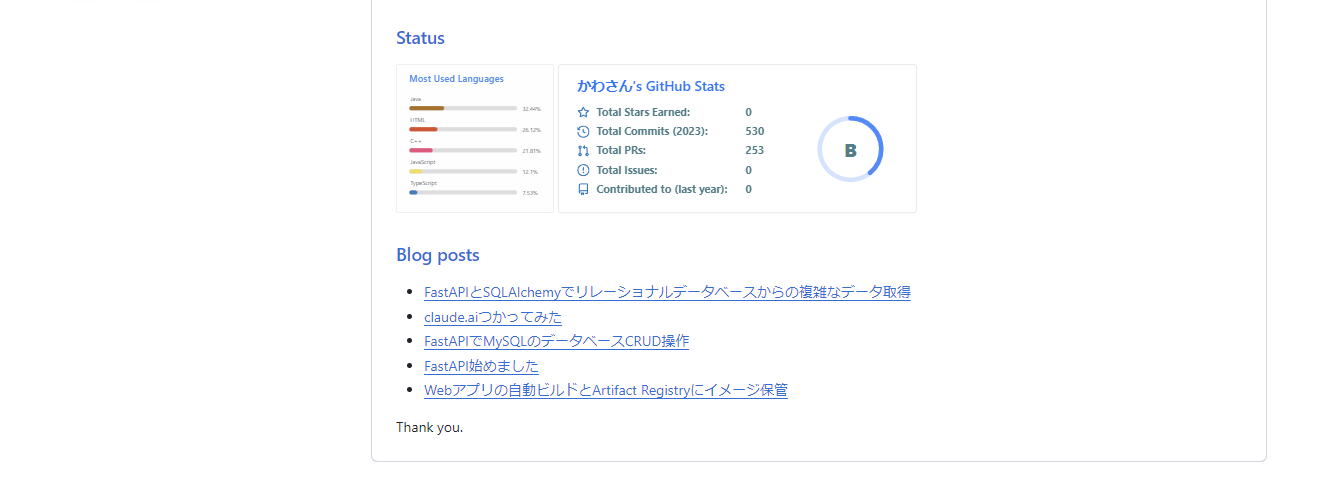 Status
Most Used Languages
Java
32.44%
HTML
26.12%
C++
21.81%
JavaScript
12.1%
TypeScript
7.53%
かわさん's GitHub Stats
Total Stars Earned: 0
Total Commits (2023): 530
Total PRs: 253
Total Issues: 0
Contributed to (last year): 0
B
Blog posts
FastAPIとSQLAlchemyでリレーショナルデータベースからの複雑なデータ取得
claude.aiつかってみた
FastAPIでMySQLのデータベースCRUD操作
FastAPI始めました
Webアプリの自動ビルドとArtifact Registryにイメージ保管
Thank you.